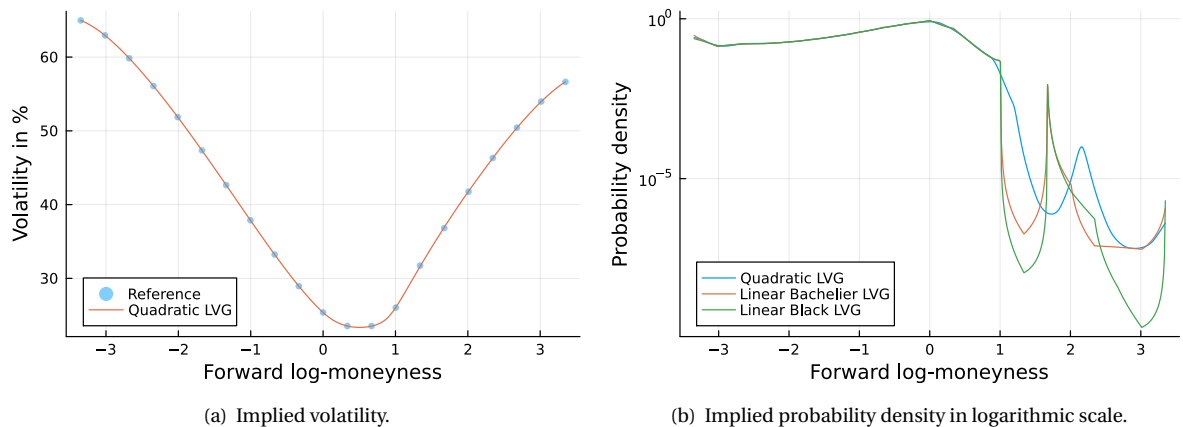 Volatility in %
60
50
40
30
Reference
Quadratic LVG
−3
−2
−1
0
1
2
3
Forward log-moneyness
(a) Implied volatility.
Probability density
10^0
10^−5
Quadratic LVG
Linear Bachelier LVG
Linear Black LVG
−3
−2
−1
0
1
2
3
Forward log-moneyness
(b) Implied probability density in logarithmic scale.